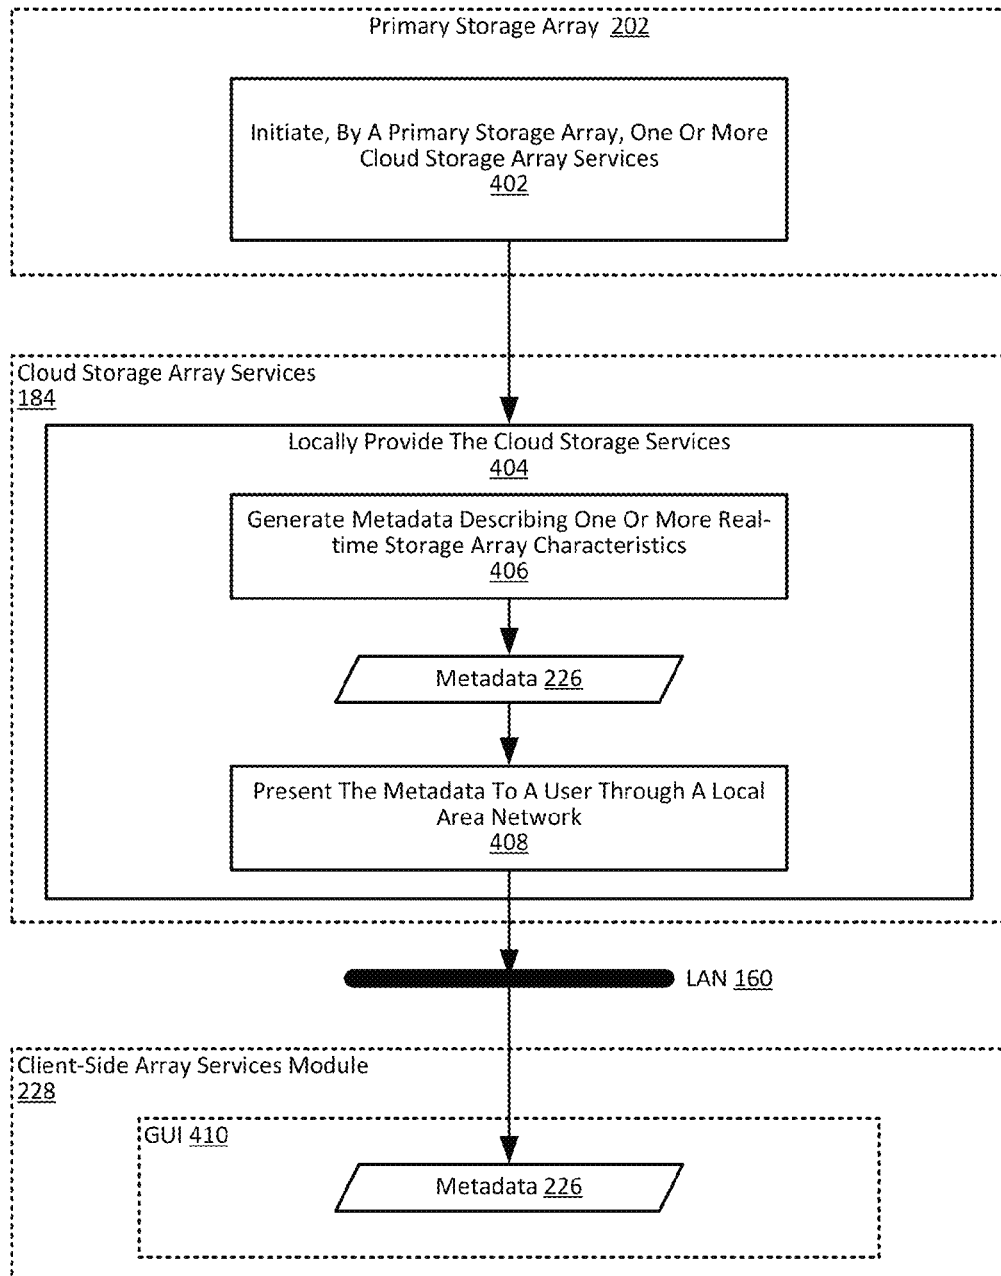 Primary Storage Array 202
Initiate, By A Primary Storage Array, One Or More
Cloud Storage Array Services
402
Cloud Storage Array Services
184
Locally Provide The Cloud Storage Services
404
Generate Metadata Describing One Or More Real-
time Storage Array Characteristics
406
Metadata 226
Present The Metadata To A User Through A Local
Area Network
408
LAN 160
Client-Side Array Services Module
228
GUI 410
Metadata 226